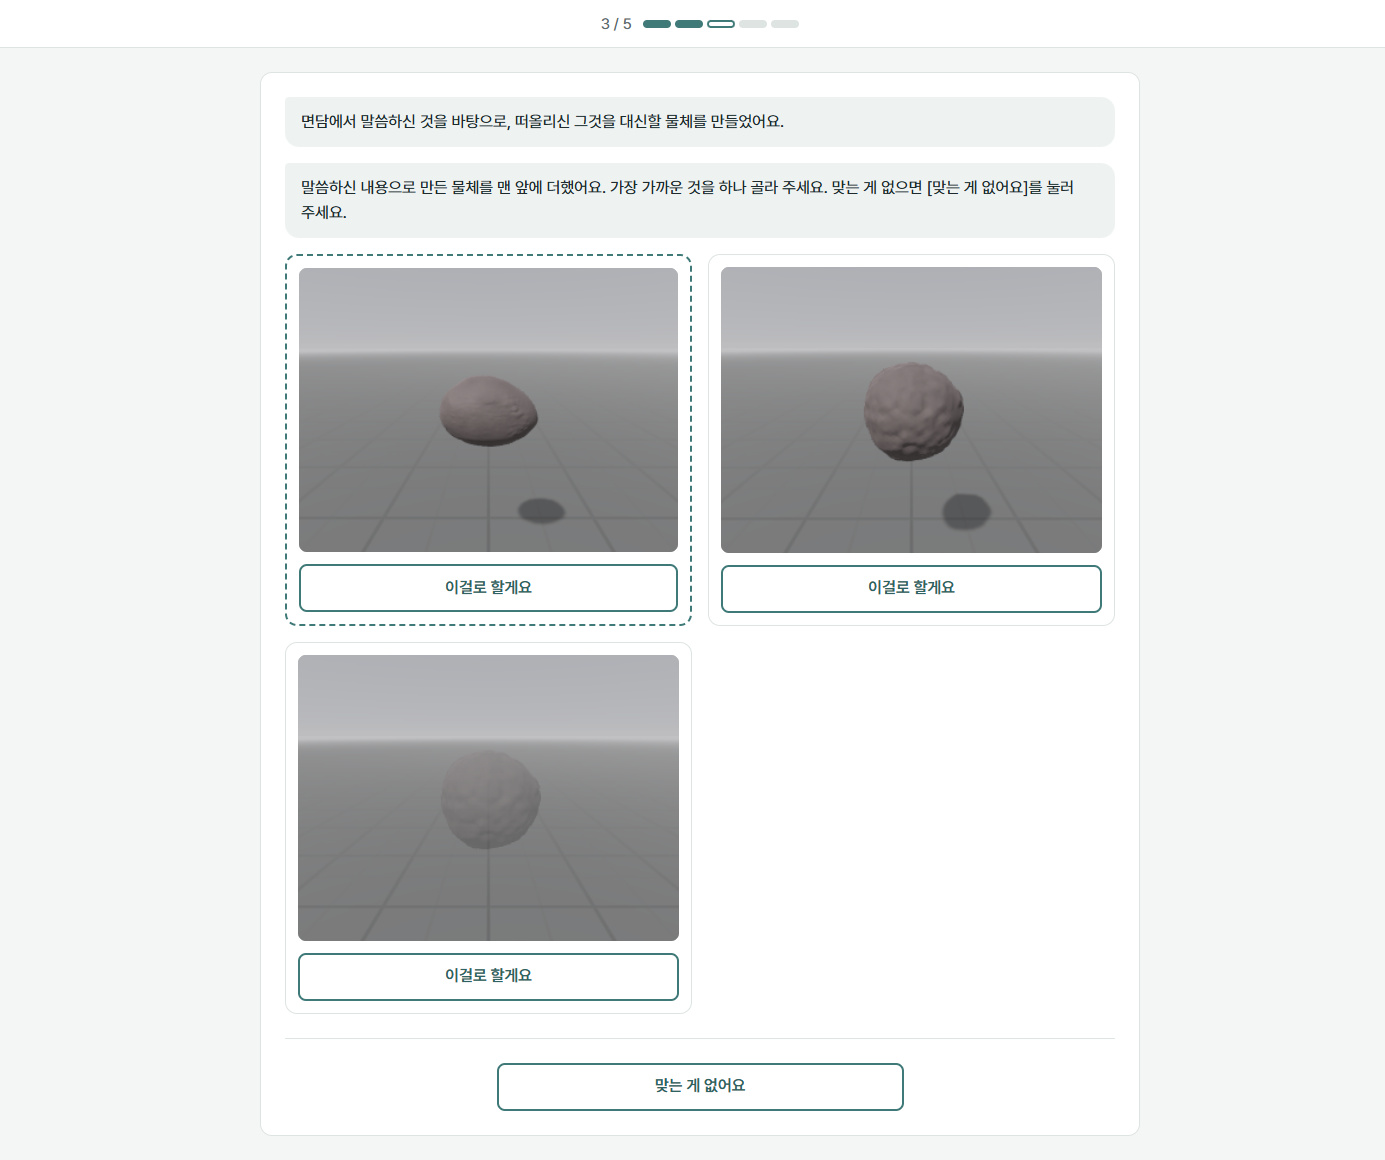 3 / 5
면담에서 말씀하신 것을 바탕으로, 떠올리신 그것을 대신할 물체를 만들었어요.
말씀하신 내용으로 만든 물체를 맨 앞에 더했어요. 가장 가까운 것을 하나 골라 주세요. 맞는 게 없으면 [맞는 게 없어요]를 눌러
주세요.
이걸로 할게요
이걸로 할게요
이걸로 할게요
맞는 게 없어요